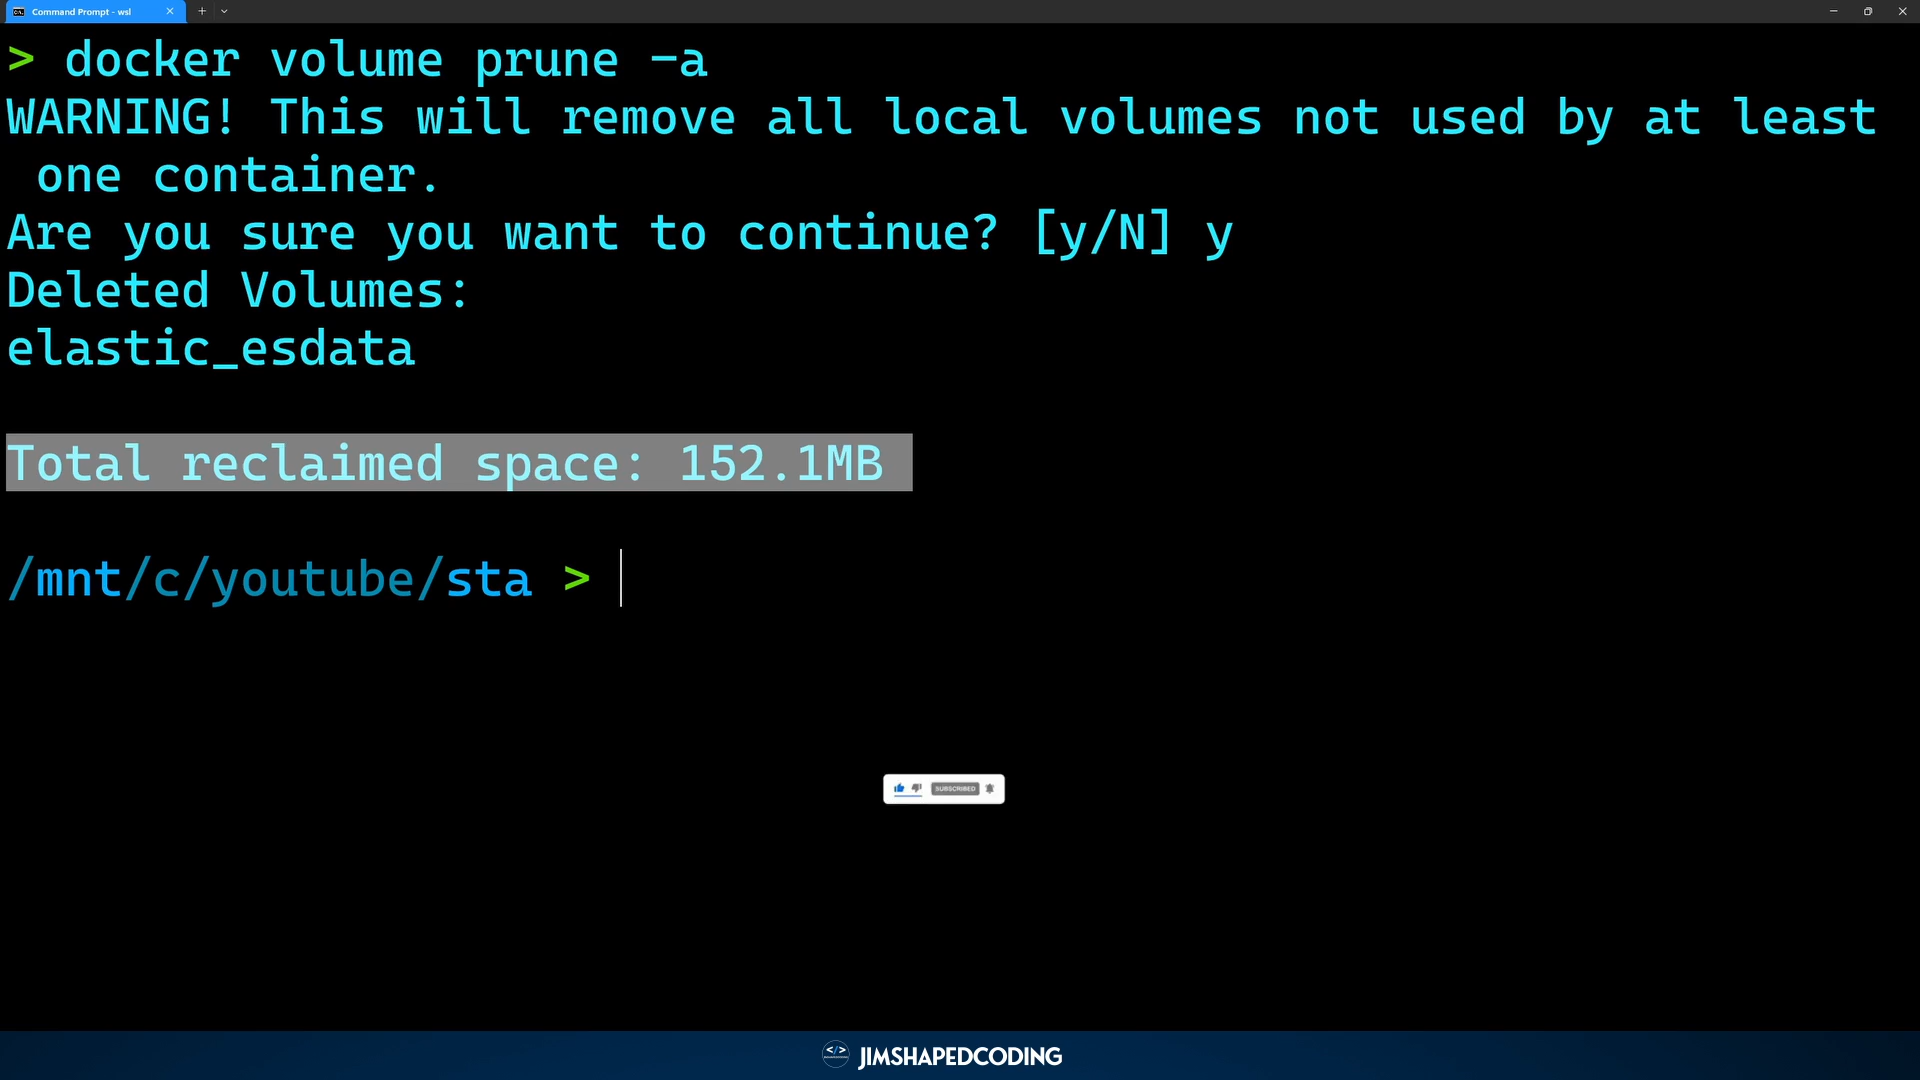 Command Prompt - wsl
> docker volume prune -a
WARNING! This will remove all local volumes not used by at least
one container.
Are you sure you want to continue? [y/N] y
Deleted Volumes:
elastic_esdata
Total reclaimed space: 152.1MB
/mnt/c/youtube/sta >
SUBSCRIBED
</> JIMSHAPEDCODING